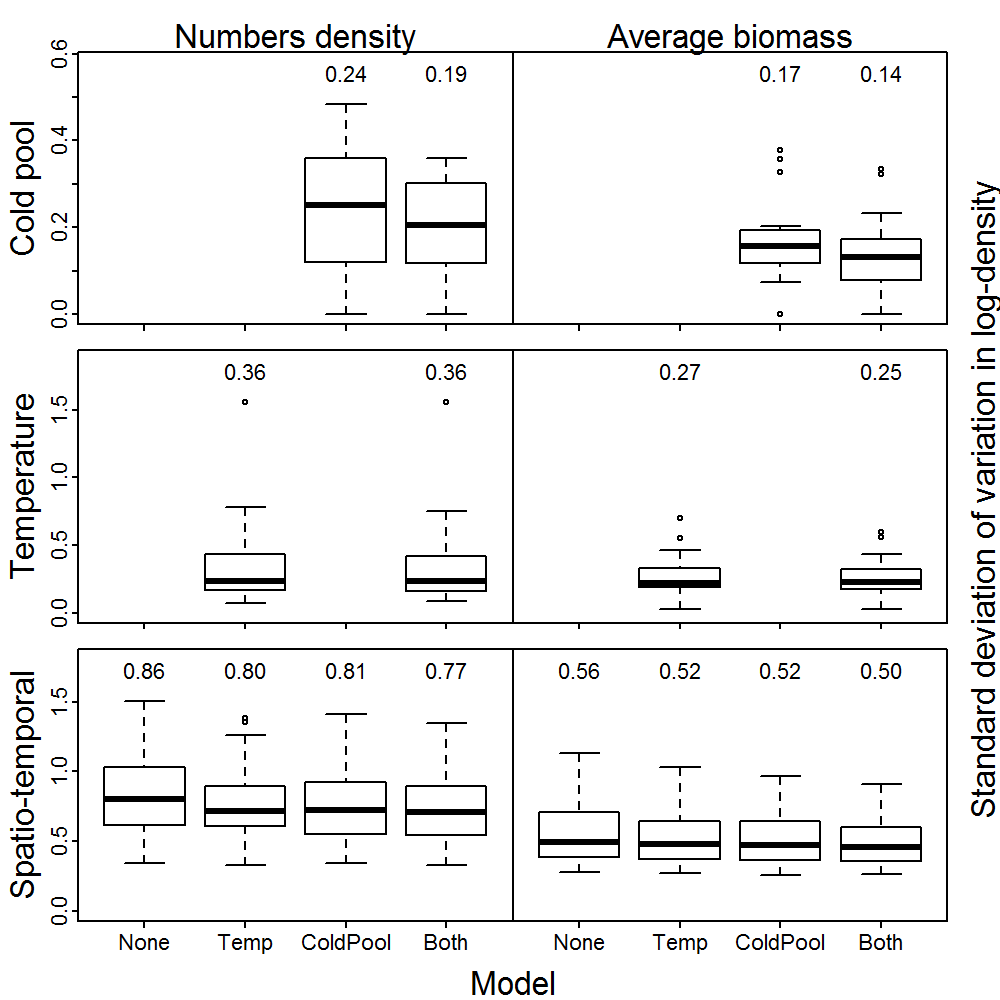 Numbers density Average biomass
Cold pool
0.6
0.4
0.2
0.0
0.24 0.19 0.17 0.14
Temperature
1.5
1.0
0.5
0.0
0.36 0.36 0.27 0.25
Spatio-temporal
1.5
1.0
0.5
0.0
0.86 0.80 0.81 0.77 0.56 0.52 0.52 0.50
None Temp ColdPool Both None Temp ColdPool Both
Model
Standard deviation of variation in log-density